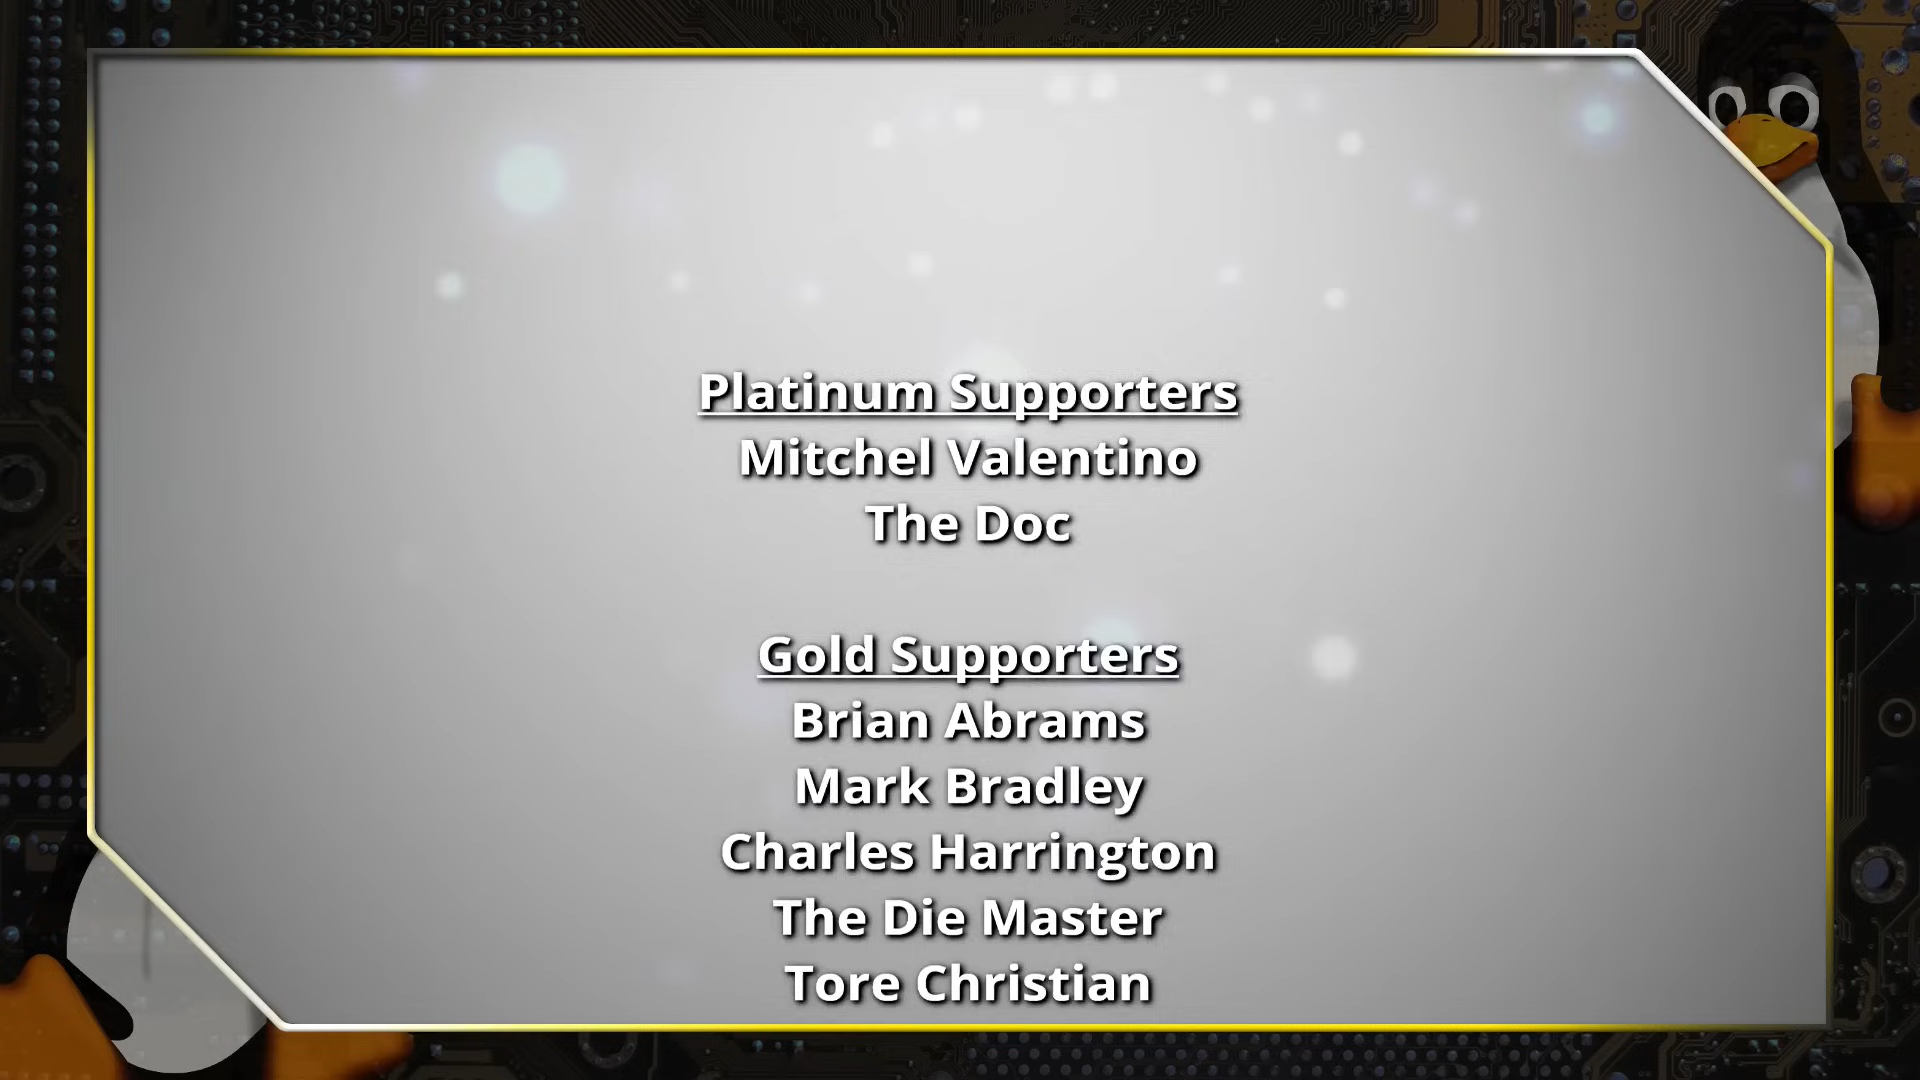 Platinum Supporters
Mitchel Valentino
The Doc
Gold Supporters
Brian Abrams
Mark Bradley
Charles Harrington
The Die Master
Tore Christian